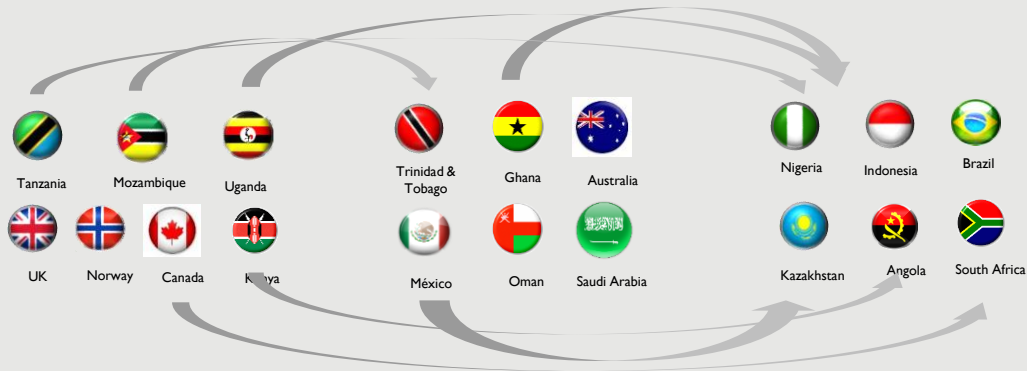 Tanzania
Mozambique
Uganda
Trinidad &
Tobago
Ghana
Australia
Nigeria
Indonesia
Brazil
UK
Norway
Canada
Kenya
México
Oman
Saudi Arabia
Kazakhstan
Angola
South Africa